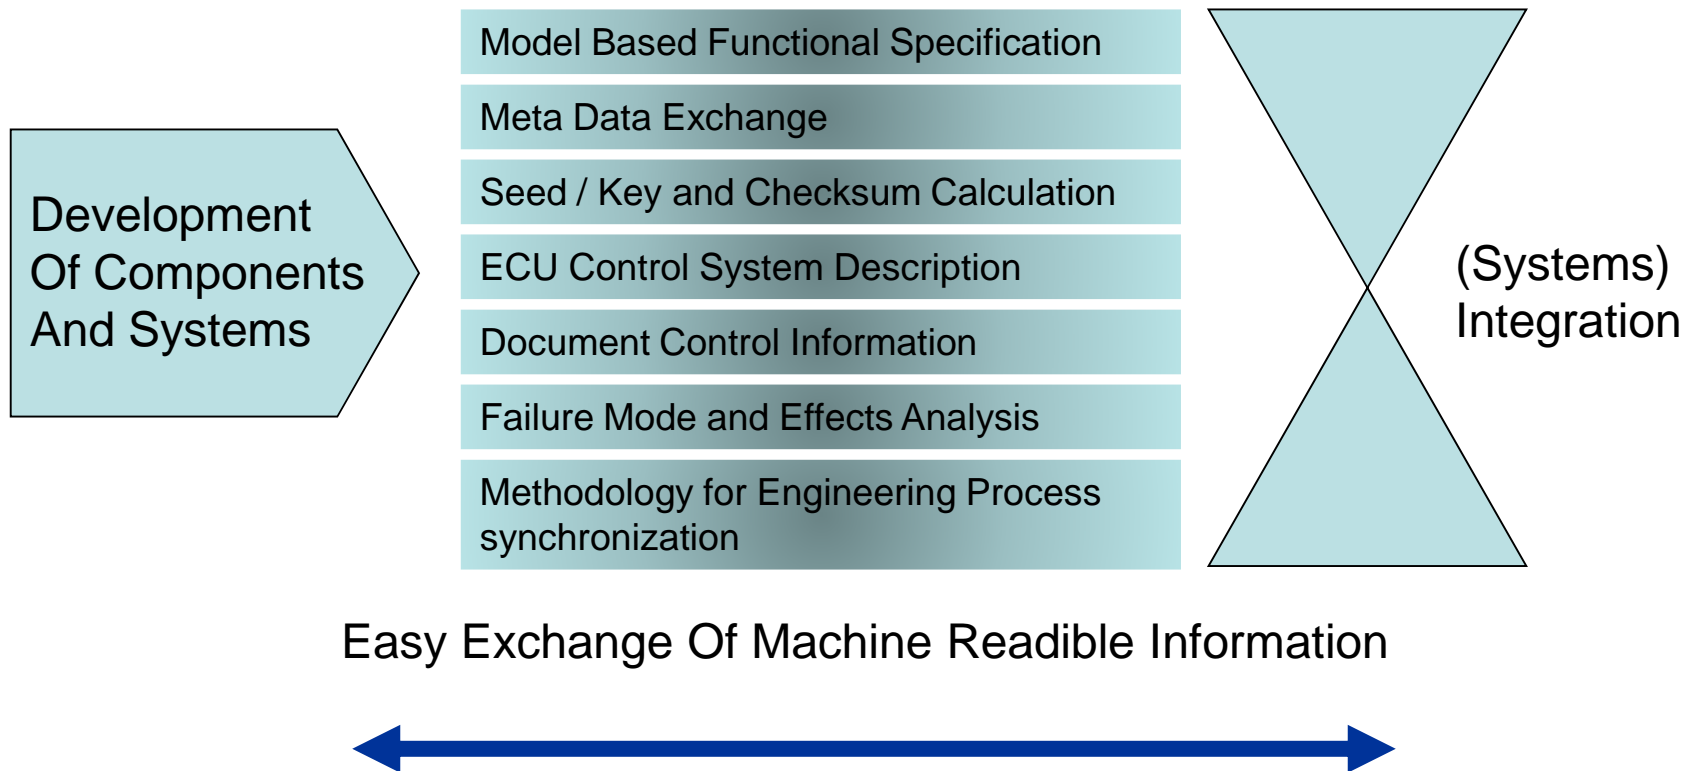 Model Based Functional Specification
Meta Data Exchange
Seed / Key and Checksum Calculation
ECU Control System Description
Document Control Information
Failure Mode and Effects Analysis
Methodology for Engineering Process
synchronization
Development
Of Components
And Systems
(Systems)
Integration
Easy Exchange Of Machine Readible Information